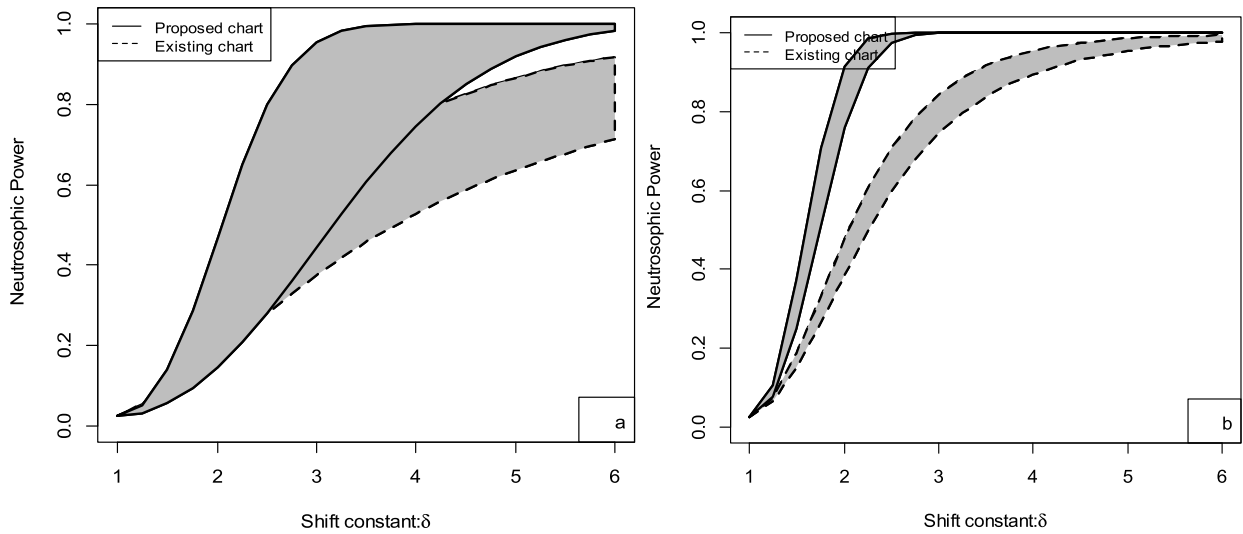 Proposed chart
Existing chart
Neutrosophic Power
0.0 0.2 0.4 0.6 0.8 1.0
a
1 2 3 4 5 6
Shift constant:δ
Proposed chart
Existing chart
Neutrosophic Power
0.0 0.2 0.4 0.6 0.8 1.0
b
1 2 3 4 5 6
Shift constant:δ